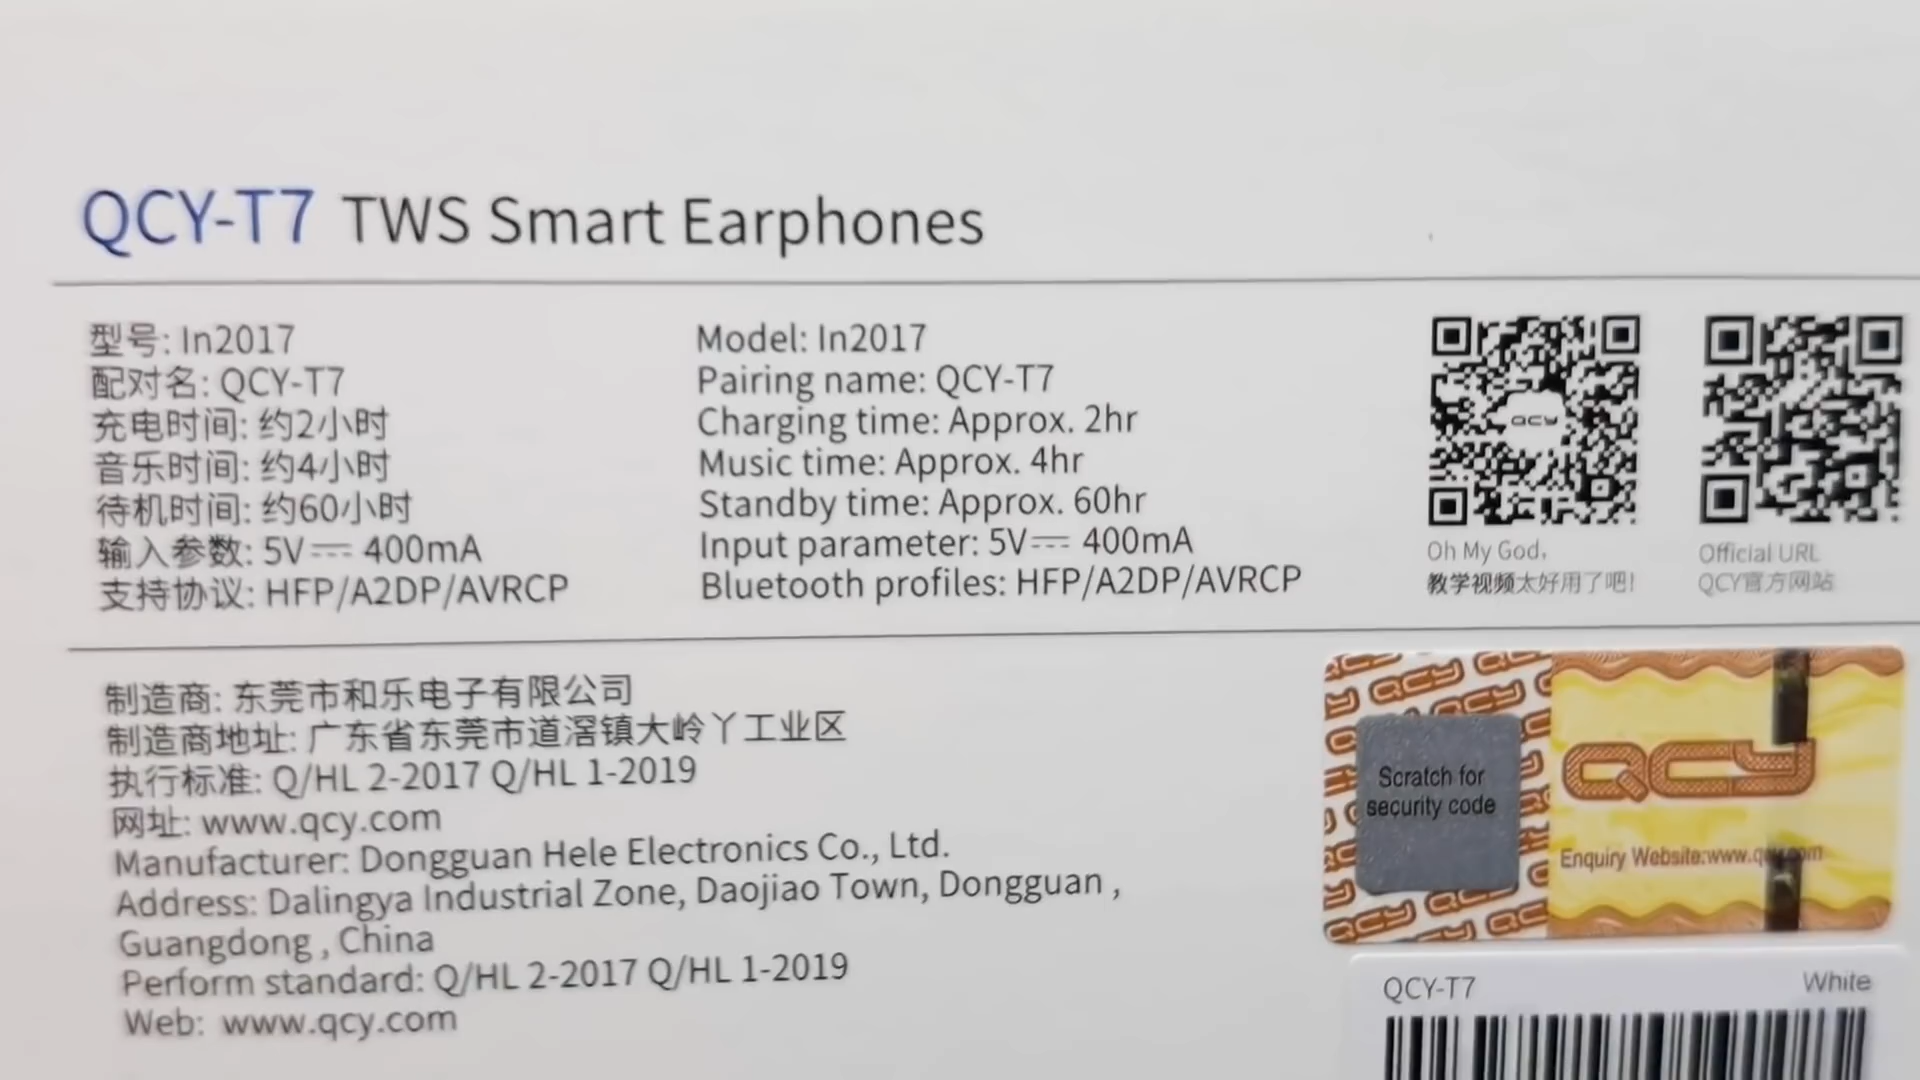 QCY-T7 TWS Smart Earphones
型号: In2017
配对名: QCY-T7
充电时间: 约2小时
音乐时间: 约4小时
待机时间: 约60小时
输入参数: 5V⎓400mA
支持协议: HFP/A2DP/AVRCP
Model: In2017
Pairing name: QCY-T7
Charging time: Approx. 2hr
Music time: Approx. 4hr
Standby time: Approx. 60hr
Input parameter: 5V⎓400mA
Bluetooth profiles: HFP/A2DP/AVRCP
QCY
Oh My God,
教学视频太好用了吧!
Official URL
QCY官方网站
制造商: 东莞市和乐电子有限公司
制造商地址: 广东省东莞市道滘镇大岭丫工业区
执行标准: Q/HL 2-2017 Q/HL 1-2019
网址: www.qcy.com
Manufacturer: Dongguan Hele Electronics Co., Ltd.
Address: Dalingya Industrial Zone, Daojiao Town, Dongguan ,
Guangdong , China
Perform standard: Q/HL 2-2017 Q/HL 1-2019
Web: www.qcy.com
Scratch for
security code
QCY
Enquiry Website:www.qcy.com
QCY-T7 White